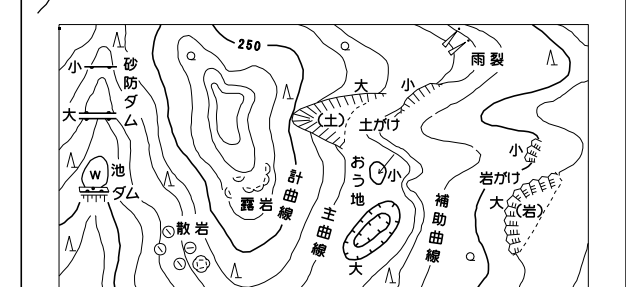 250
雨裂
小
砂防ダム
大
大
小
(土)
土がけ
小
池
W
ダム
おう地
小
岩がけ
計曲線
補助曲線
大
(岩)
露岩
主曲線
散岩
大